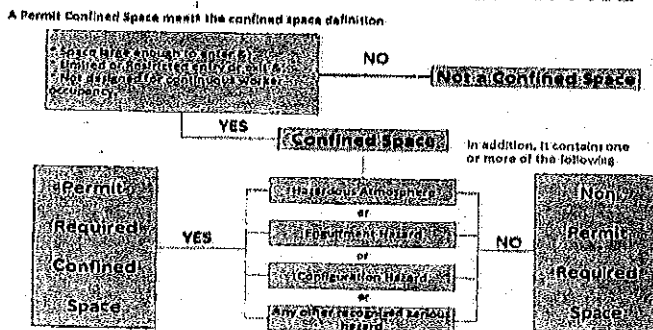 A Permit Confined Space meets the confined space definition
* Space large enough to enter &
* Limited or Restricted entry or exit &
* Not designed for continuous worker
occupancy
NO
Not a Confined Space
YES
Confined Space
In addition, it contains one
or more of the following
Permit
Required
Confined
Space
YES
Hazardous Atmosphere
or
Engulfment Hazard
or
Configuration Hazard
or
Any other recognized serious
hazard
NO
Non
Permit
Required
Space